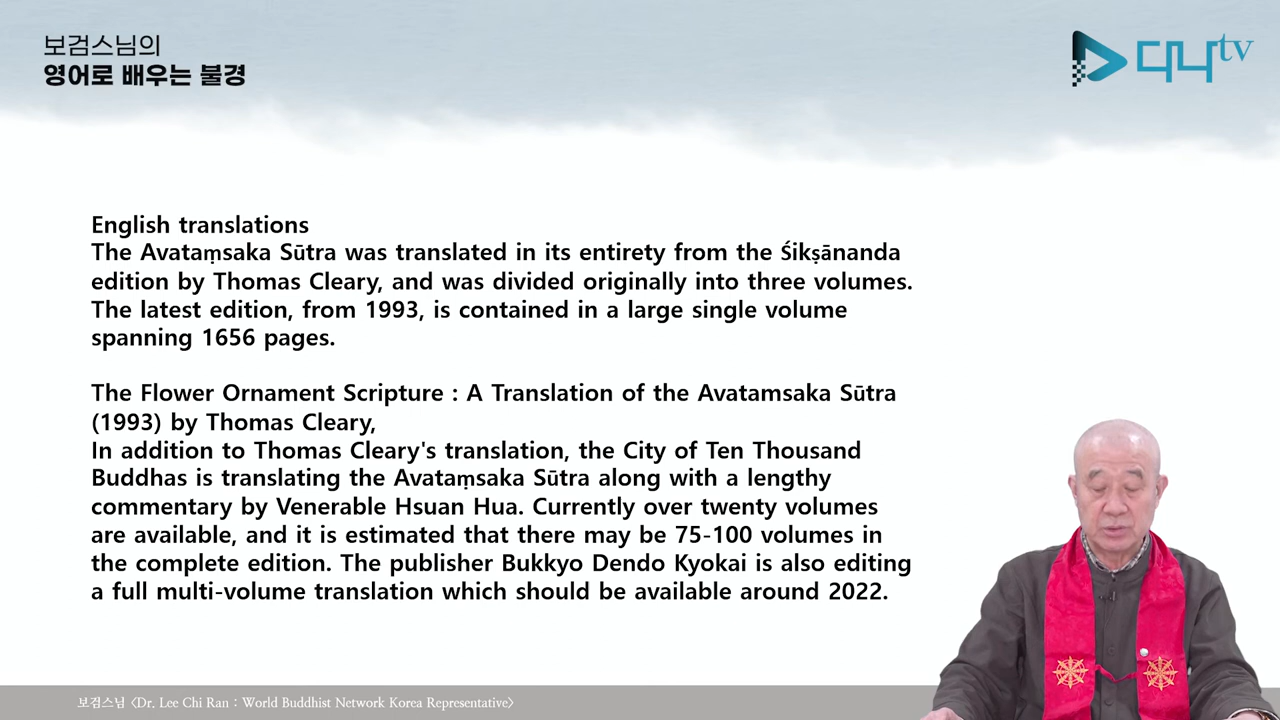 보검스님의
영어로 배우는 불경
다나tv
English translations
The Avataṃsaka Sūtra was translated in its entirety from the Śikṣānanda
edition by Thomas Cleary, and was divided originally into three volumes.
The latest edition, from 1993, is contained in a large single volume
spanning 1656 pages.
The Flower Ornament Scripture : A Translation of the Avatamsaka Sūtra
(1993) by Thomas Cleary,
In addition to Thomas Cleary's translation, the City of Ten Thousand
Buddhas is translating the Avataṃsaka Sūtra along with a lengthy
commentary by Venerable Hsuan Hua. Currently over twenty volumes
are available, and it is estimated that there may be 75-100 volumes in
the complete edition. The publisher Bukkyo Dendo Kyokai is also editing
a full multi-volume translation which should be available around 2022.
보검스님 <Dr. Lee Chi Ran : World Buddhist Network Korea Representative>